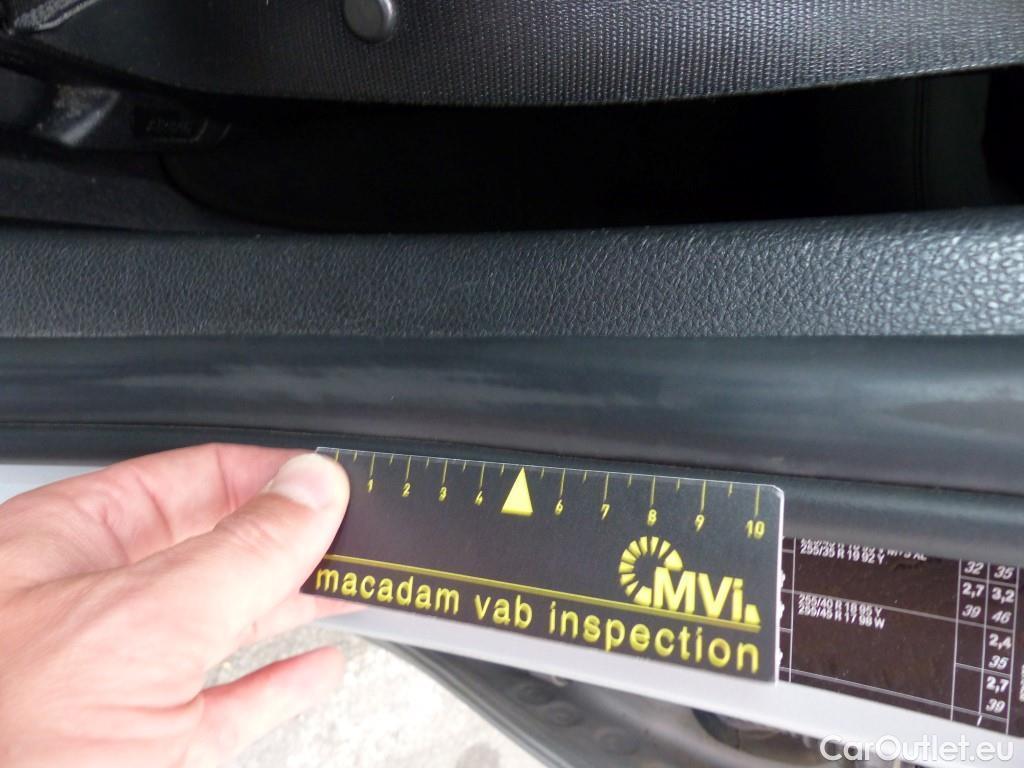 1 2 3 4 6 7 8 9 10
MVi
macadam vab inspection
255/35 R 19 92 Y
32 35
2,7 3,2
255/40 R 18 95 Y
39 46
2,4
35
2,7
39
CarOutlet.eu